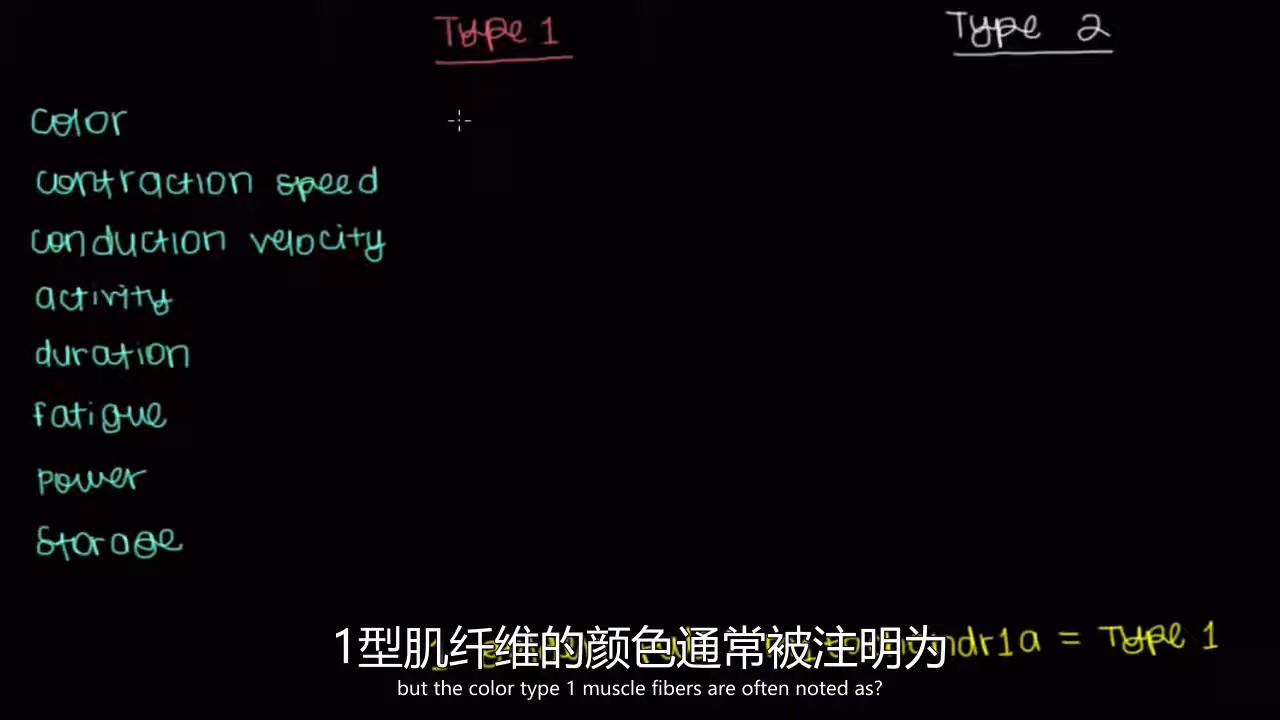 Type 1
Type 2
color
contraction speed
conduction velocity
activity
duration
fatigue
power
storage
= Type 1
1型肌纤维的颜色通常被注明为
but the color type 1 muscle fibers are often noted as?